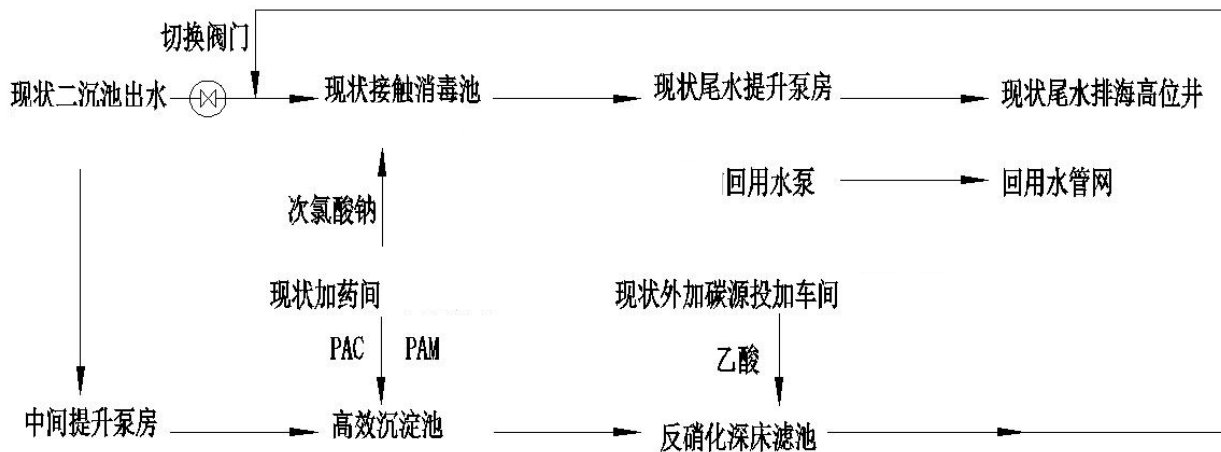 切换阀门
现状二沉池出水
现状接触消毒池
现状尾水提升泵房
现状尾水排海高位井
回用水泵
回用水管网
次氯酸钠
现状加药间
现状外加碳源投加车间
PAC
PAM
乙酸
中间提升泵房
高效沉淀池
反硝化深床滤池